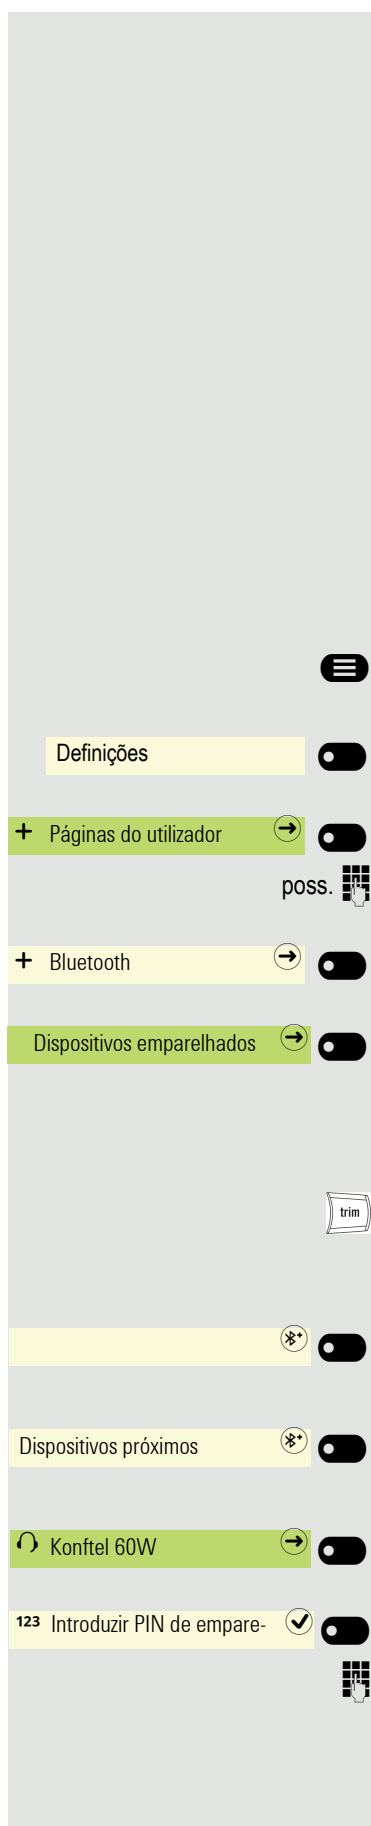 Definições
+ Páginas do utilizador
poss.
+ Bluetooth
Dispositivos emparelhados
trim
Dispositivos próximos
Konftel 60W
123 Introduzir PIN de empare-